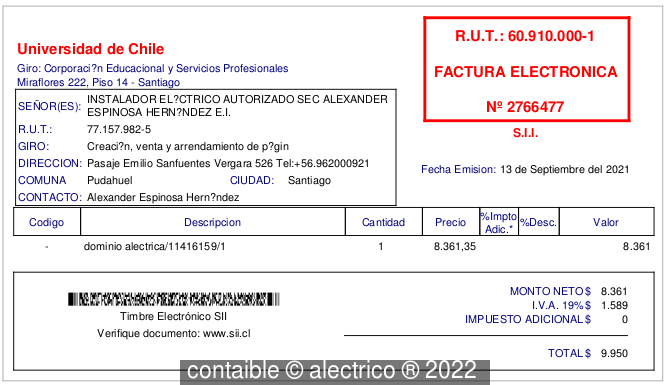 Universidad de Chile
Giro: Corporaci?n Educacional y Servicios Profesionales
Miraflores 222, Piso 14 - Santiago
R.U.T.: 60.910.000-1
FACTURA ELECTRONICA
Nº 2766477
S.I.I.
SEÑOR(ES): INSTALADOR EL?CTRICO AUTORIZADO SEC ALEXANDER
ESPINOSA HERN?NDEZ E.I.
R.U.T.: 77.157.982-5
GIRO: Creaci?n, venta y arrendamiento de p?gin
DIRECCION: Pasaje Emilio Sanfuentes Vergara 526 Tel:+56.962000921
COMUNA Pudahuel CIUDAD: Santiago
CONTACTO: Alexander Espinosa Hern?ndez
Fecha Emision: 13 de Septiembre del 2021
Codigo Descripcion Cantidad Precio %Impto Adic.* %Desc. Valor
- dominio alectrica/11416159/1 1 8.361,35 8.361
Timbre Electrónico SII
Verifique documento: www.sii.cl
MONTO NETO $ 8.361
I.V.A. 19% $ 1.589
IMPUESTO ADICIONAL $ 0
TOTAL $ 9.950
contaible © alectrico ® 2022